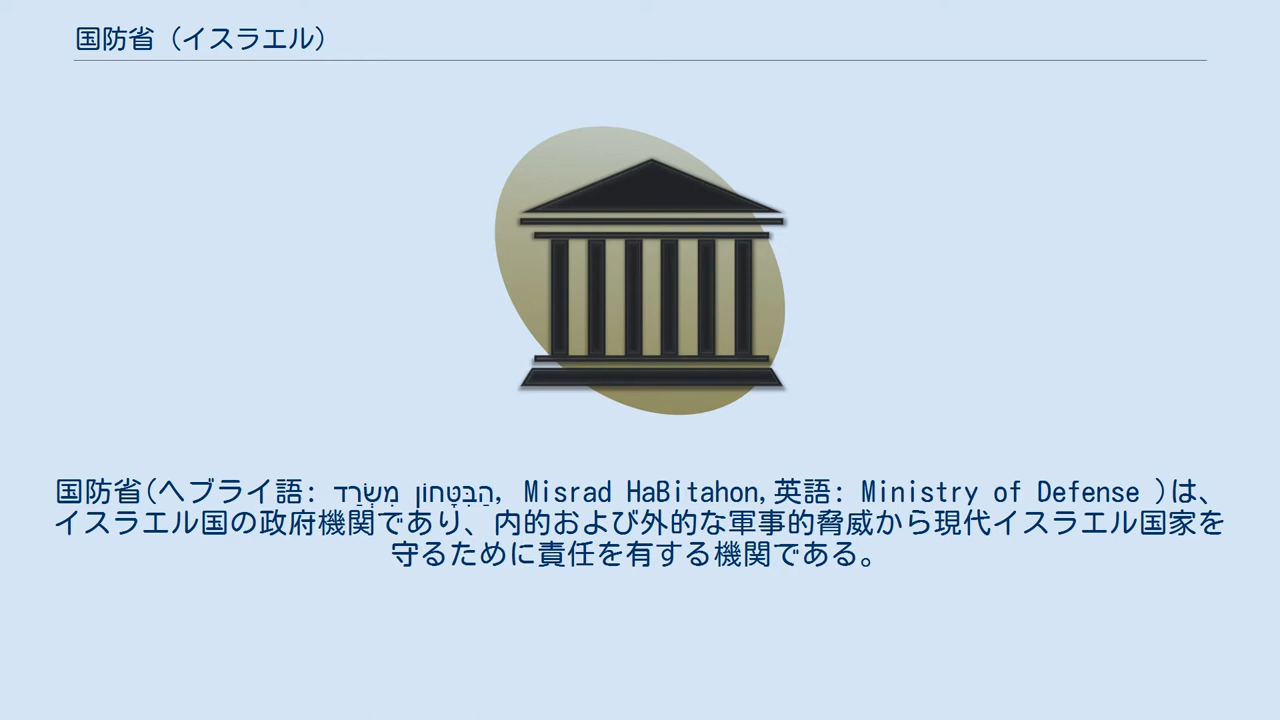 国防省（イスラエル）
国防省(ヘブライ語: מִשְׂרַד הַבִּטָּחוֹן, Misrad HaBitahon,英語: Ministry of Defense )は、
イスラエル国の政府機関であり、内的および外的な軍事的脅威から現代イスラエル国家を
守るために責任を有する機関である。